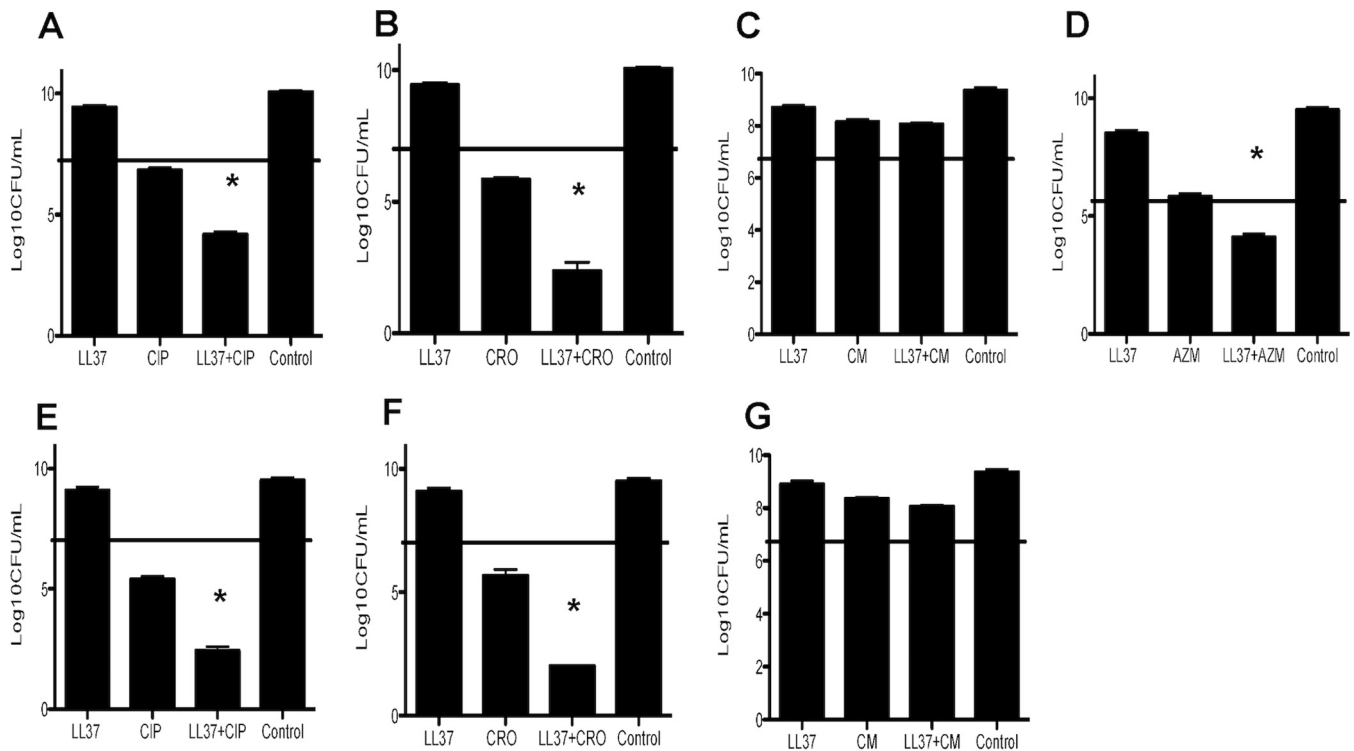 A
Log10CFU/mL
10
5
0
LL37 CIP LL37+CIP Control
*
B
Log10CFU/mL
10
5
0
LL37 CRO LL37+CRO Control
*
C
Log10CFU/mL
10
8
6
4
2
0
LL37 CM LL37+CM Control
D
Log10CFU/mL
10
5
0
LL37 AZM LL37+AZM Control
*
E
Log10CFU/mL
10
5
0
LL37 CIP LL37+CIP Control
*
F
Log10CFU/mL
10
5
0
LL37 CRO LL37+CRO Control
*
G
Log10CFU/mL
10
8
6
4
2
0
LL37 CM LL37+CM Control